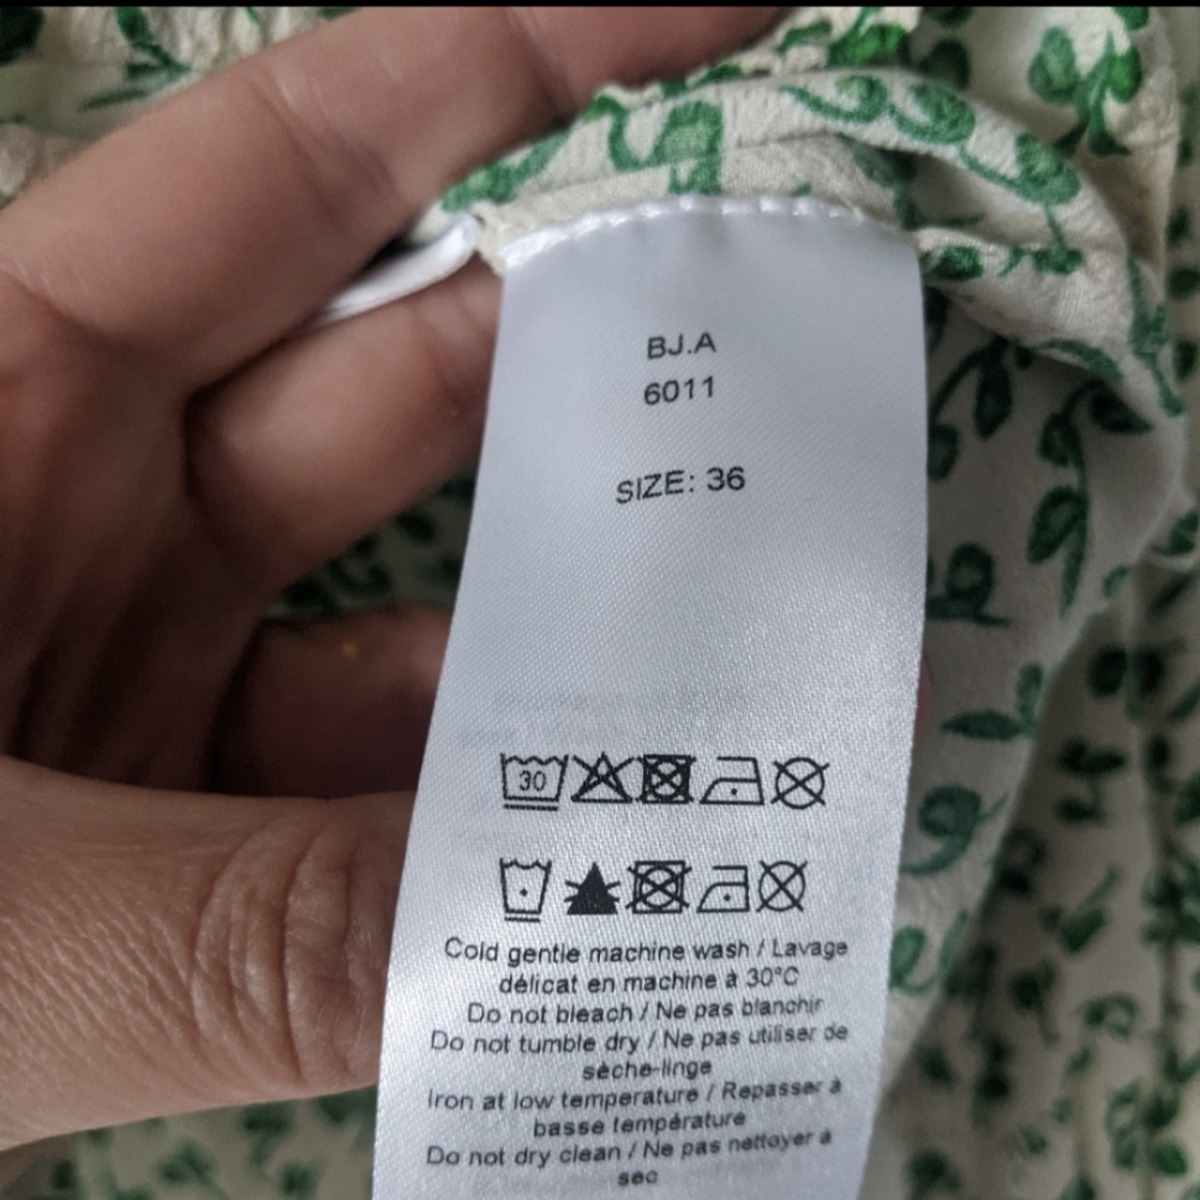 BJ.A
6011
SIZE: 36
30
Cold gentle machine wash / Lavage
délicat en machine à 30°C
Do not bleach / Ne pas blanchir
Do not tumble dry / Ne pas utiliser de
sèche-linge
Iron at low temperature / Repasser à
basse température
Do not dry clean / Ne pas nettoyer à
sec